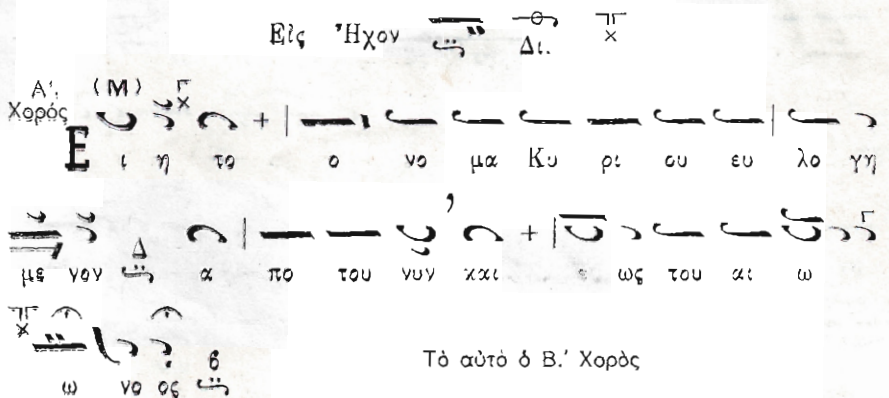 Εἰς Ἦχον Δι.
Α'. Χορός (Μ)
Ε ι η το ο νο μα Κυ ρι ου ευ λο γη
με νον Δ α πο του νυν και ε ως του αι ω
ω νο ος β
Τὸ αὐτὸ ὁ Β.' Χορὸς